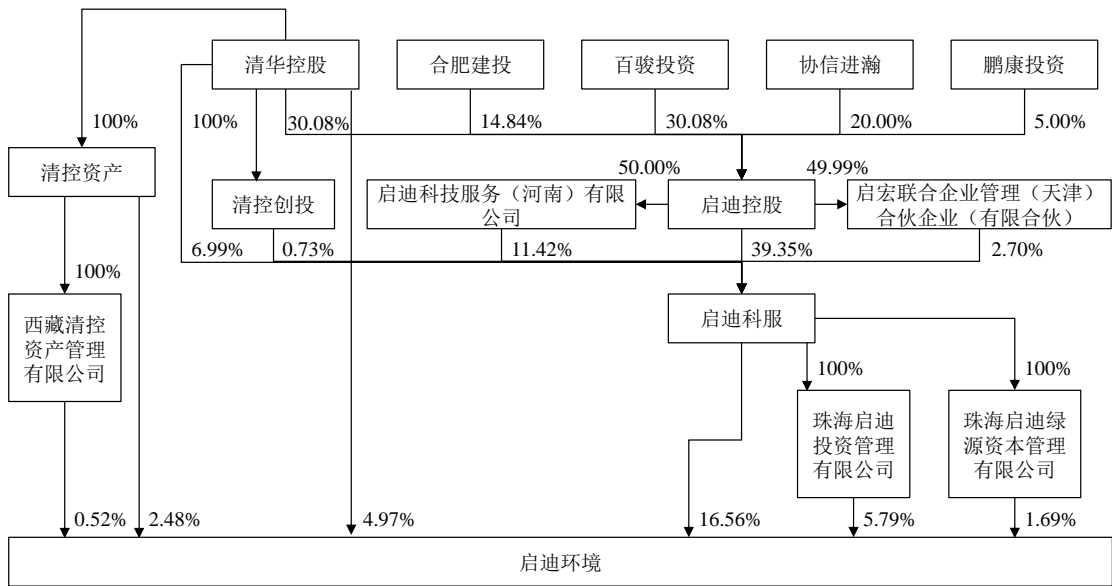 清华控股
合肥建投
百骏投资
协信进瀚
鹏康投资
100%
100%
30.08%
14.84%
30.08%
20.00%
5.00%
清控资产
清控创投
50.00%
49.99%
启迪科技服务（河南）有限
公司
启迪控股
启宏联合企业管理（天津）
合伙企业（有限合伙）
6.99%
0.73%
11.42%
39.35%
2.70%
100%
西藏清控
资产管理
有限公司
启迪科服
100%
100%
珠海启迪
投资管理
有限公司
珠海启迪绿
源资本管理
有限公司
0.52%
2.48%
4.97%
16.56%
5.79%
1.69%
启迪环境